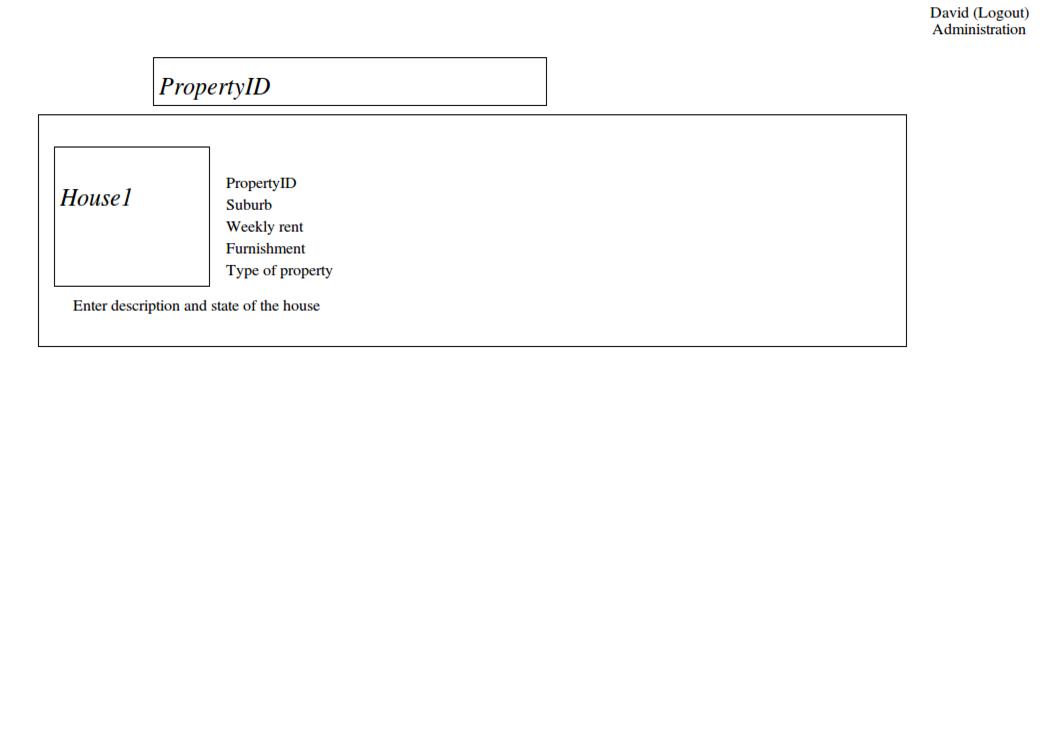 David (Logout)
Administration
PropertyID
House1
PropertyID
Suburb
Weekly rent
Furnishment
Type of property
Enter description and state of the house